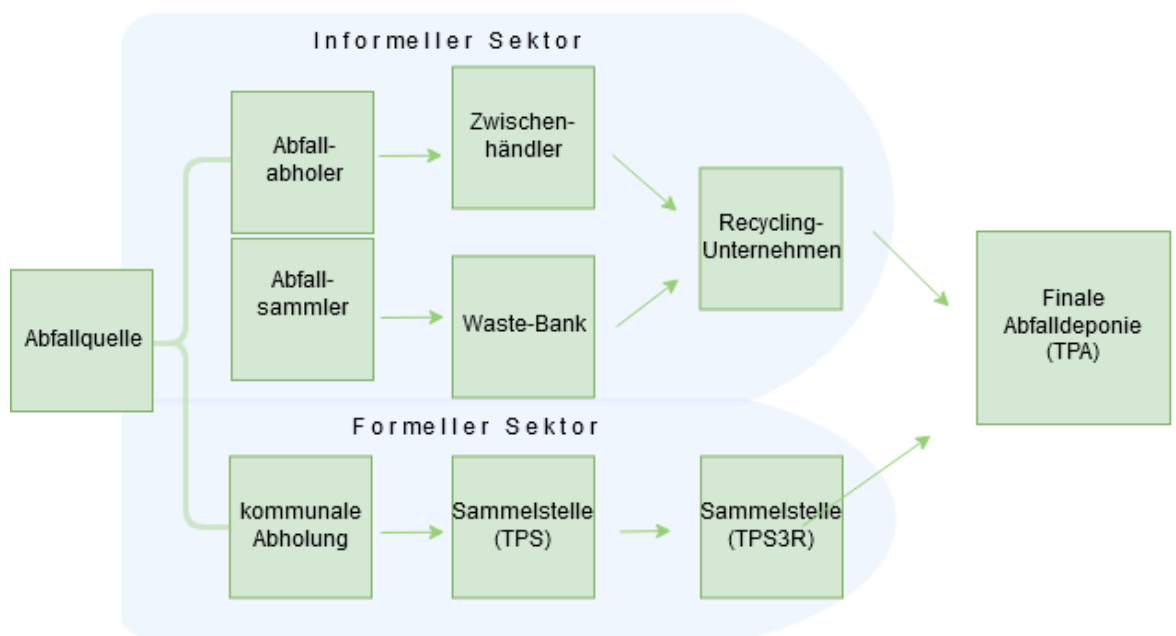 Informeller Sektor
Abfall-
abholer
Zwischen-
händler
Abfall-
sammler
Waste-Bank
Recycling-
Unternehmen
Abfallquelle
Finale
Abfalldeponie
(TPA)
Formeller Sektor
kommunale
Abholung
Sammelstelle
(TPS)
Sammelstelle
(TPS3R)